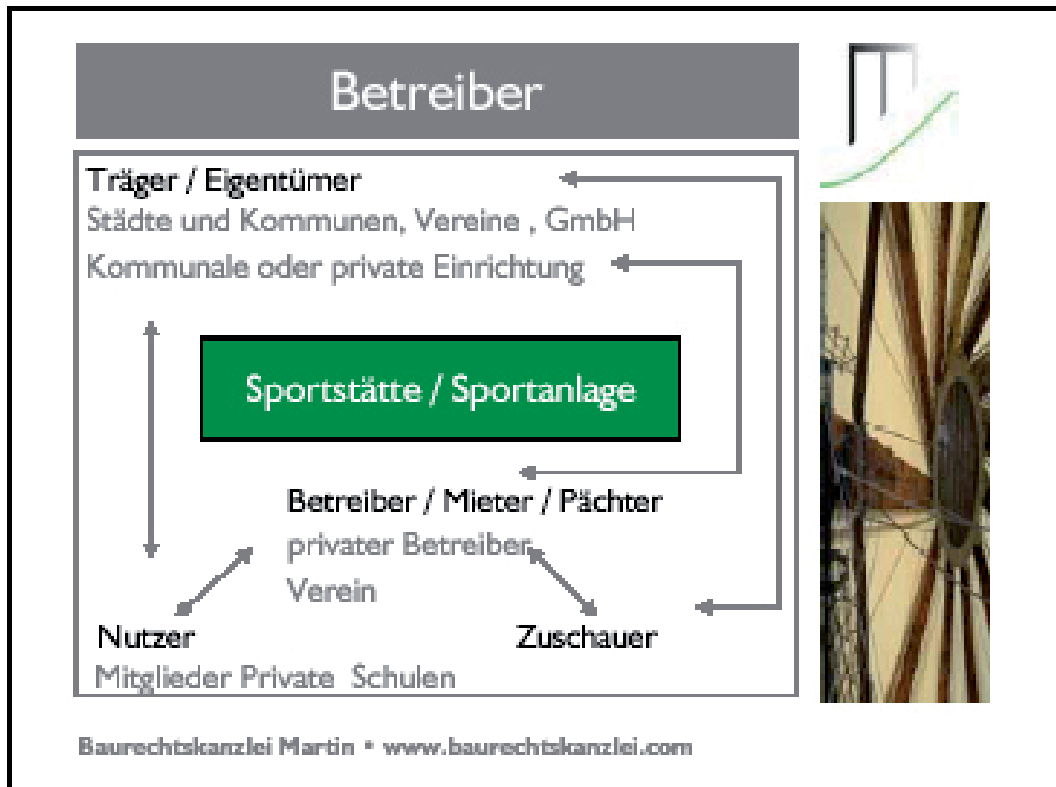 Betreiber
Träger / Eigentümer
Städte und Kommunen, Vereine , GmbH
Kommunale oder private Einrichtung
Sportstätte / Sportanlage
Betreiber / Mieter / Pächter
privater Betreiber
Verein
Nutzer
Zuschauer
Mitglieder Private Schulen
Baurechtskanzlei Martin • www.baurechtskanzlei.com